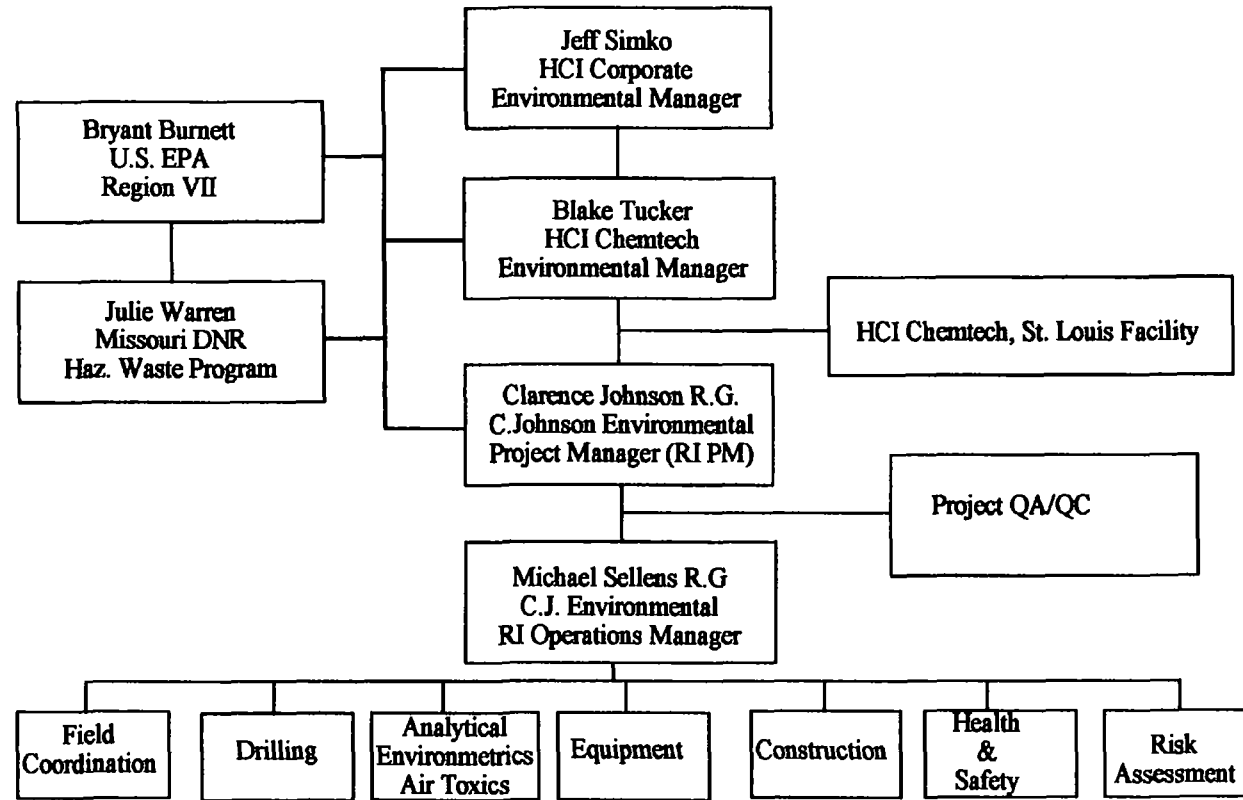 Jeff Simko
HCI Corporate
Environmental Manager
Bryant Burnett
U.S. EPA
Region VII
Blake Tucker
HCI Chemtech
Environmental Manager
Julie Warren
Missouri DNR
Haz. Waste Program
HCI Chemtech, St. Louis Facility
Clarence Johnson R.G.
C.Johnson Environmental
Project Manager (RI PM)
Project QA/QC
Michael Sellens R.G
C.J. Environmental
RI Operations Manager
Field
Coordination
Drilling
Analytical
Environmetrics
Air Toxics
Equipment
Construction
Health
&
Safety
Risk
Assessment